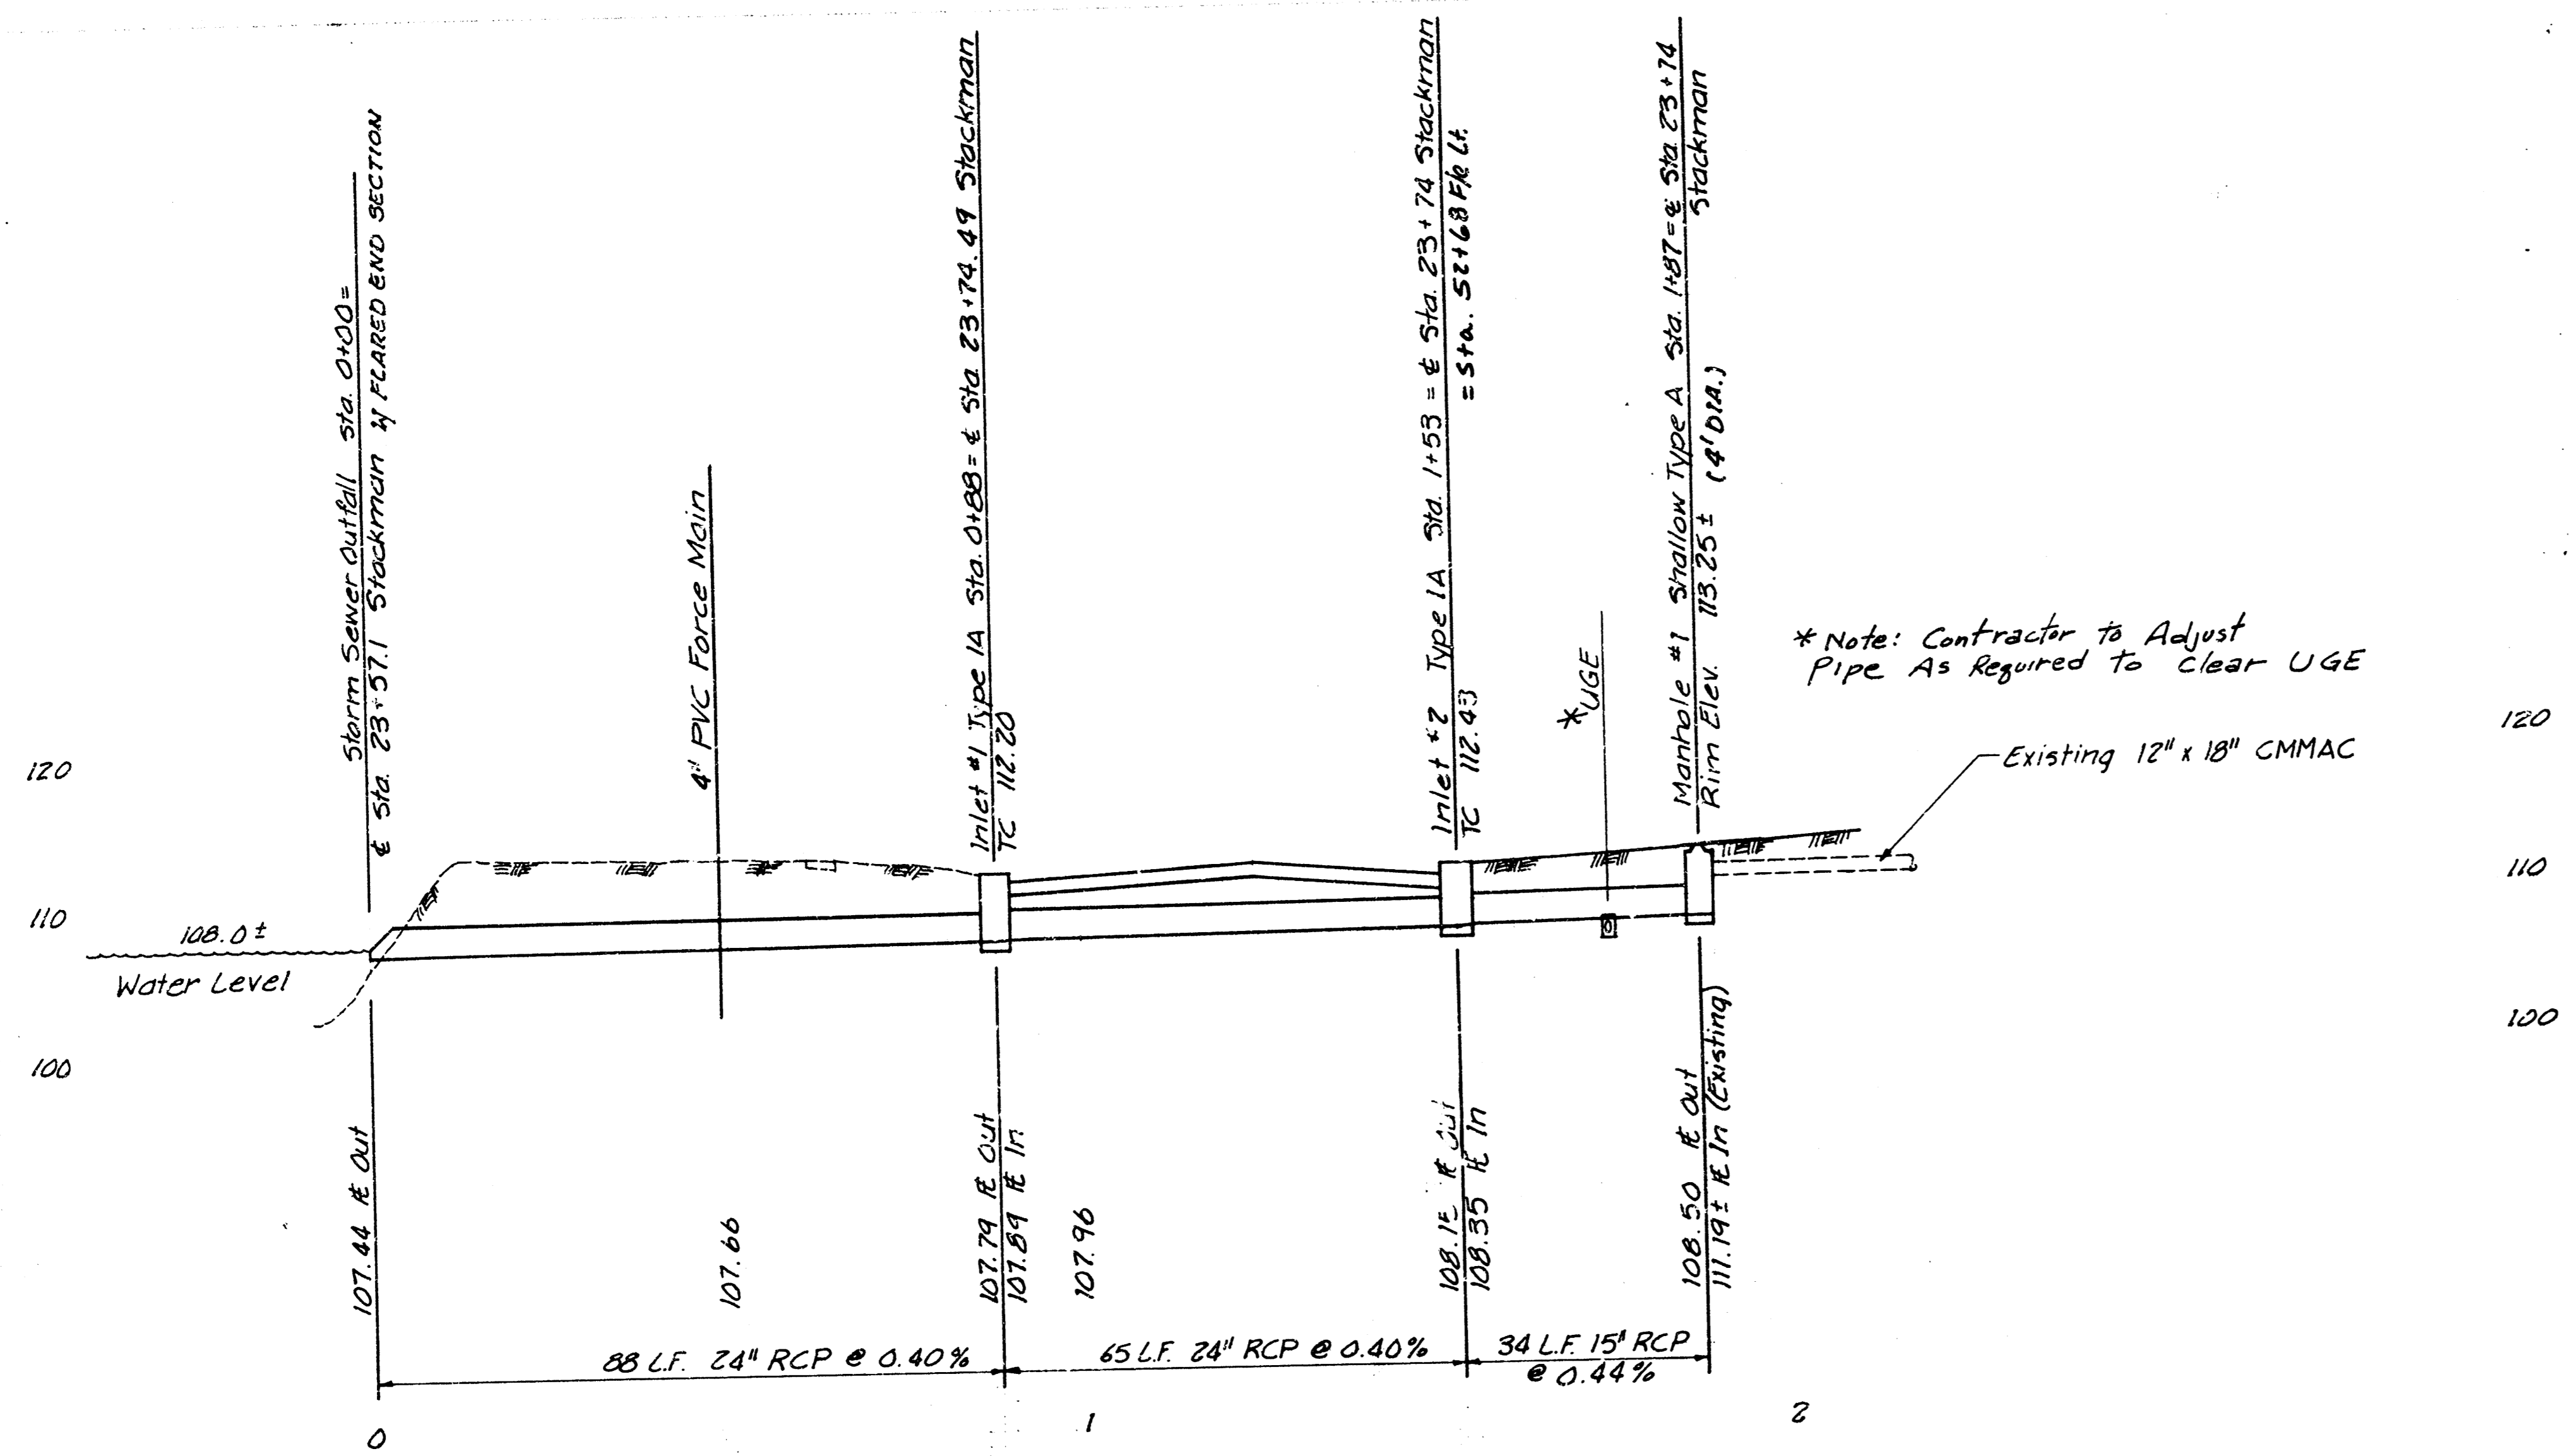 Storm Sewer Outfall Sta. 0+00=
℄ Sta. 23+57.1 Stackman w/ FLARED END SECTION
4" PVC Force Main
Inlet #1 Type 1A Sta. 0+88= ℄ Sta 23+74.49 Stackman
TC 112.20
Inlet #2 Type 1A Sta. 1+53 = ℄ Sta. 23+74 Stackman
= Sta. 52+68 F/℄ Lt.
TC 112.43
*UGE
Manhole #1 Shallow Type A Sta. 1+87=℄ Sta. 23+74
Stackman
Rim Elev. 113.25± (4' DIA.)
*Note: Contractor to Adjust
Pipe As Required To Clear UGE
Existing 12" x 18" CMMAC
120
110
100
120
110
100
108.0±
Water Level
107.44 ℄ Out
107.66
107.79 ℄ Out
107.89 ℄ In
107.96
108.1 ℄ Out
108.35 ℄ In
108.50 ℄ Out
111.19± ℄ In (Existing)
88 L.F. 24" RCP @ 0.40%
65 L.F. 24" RCP @ 0.40%
34 L.F. 15" RCP
@ 0.44%
0
1
2